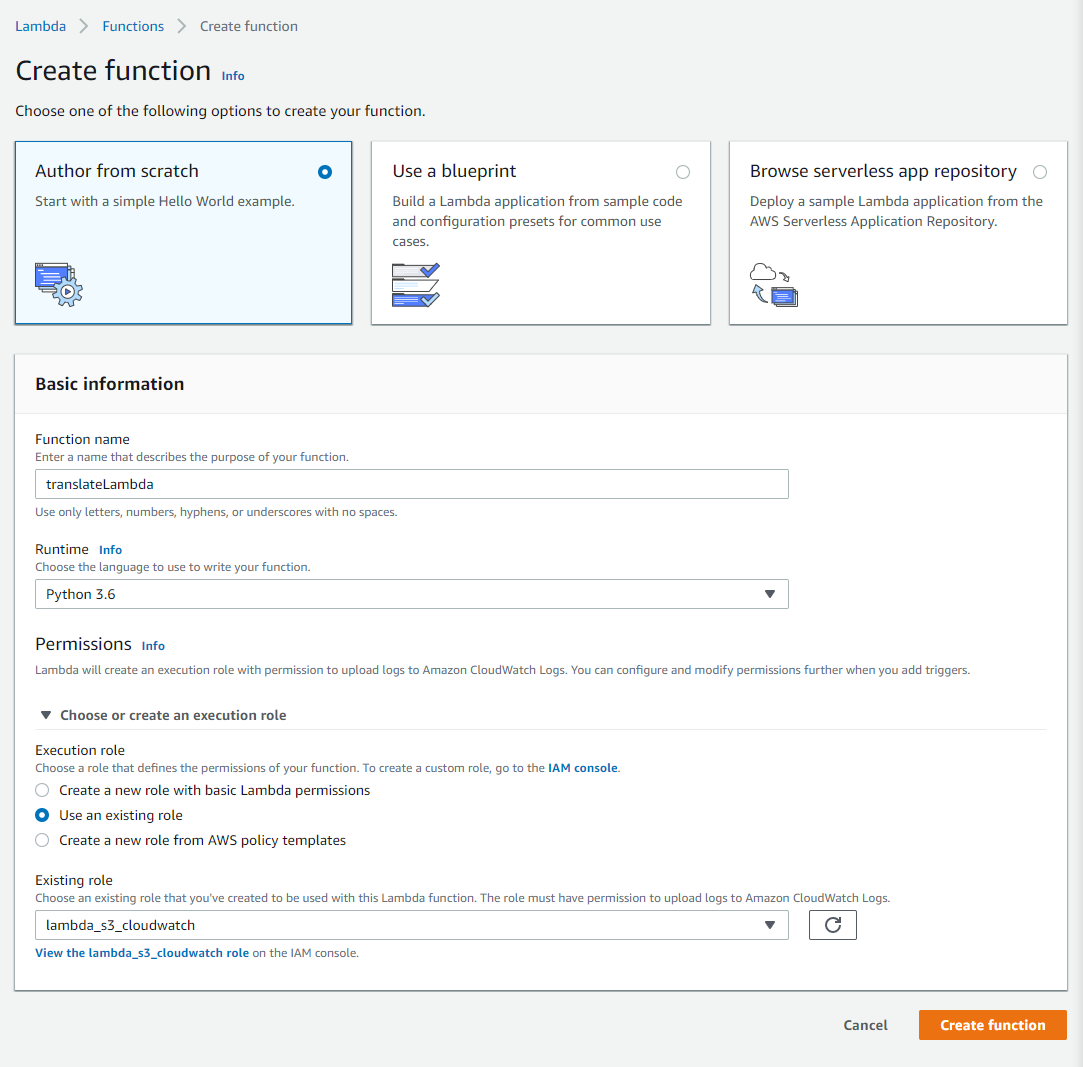 Lambda > Functions > Create function
Create function Info
Choose one of the following options to create your function.
Author from scratch
Start with a simple Hello World example.
Use a blueprint
Build a Lambda application from sample code
and configuration presets for common use
cases.
Browse serverless app repository
Deploy a sample Lambda application from the
AWS Serverless Application Repository.
Basic information
Function name
Enter a name that describes the purpose of your function.
translateLambda
Use only letters, numbers, hyphens, or underscores with no spaces.
Runtime Info
Choose the language to use to write your function.
Python 3.6
Permissions Info
Lambda will create an execution role with permission to upload logs to Amazon CloudWatch Logs. You can configure and modify permissions further when you add triggers.
Choose or create an execution role
Execution role
Choose a role that defines the permissions of your function. To create a custom role, go to the IAM console.
Create a new role with basic Lambda permissions
Use an existing role
Create a new role from AWS policy templates
Existing role
Choose an existing role that you've created to be used with this Lambda function. The role must have permission to upload logs to Amazon CloudWatch Logs.
lambda_s3_cloudwatch
View the lambda_s3_cloudwatch role on the IAM console.
Cancel Create function